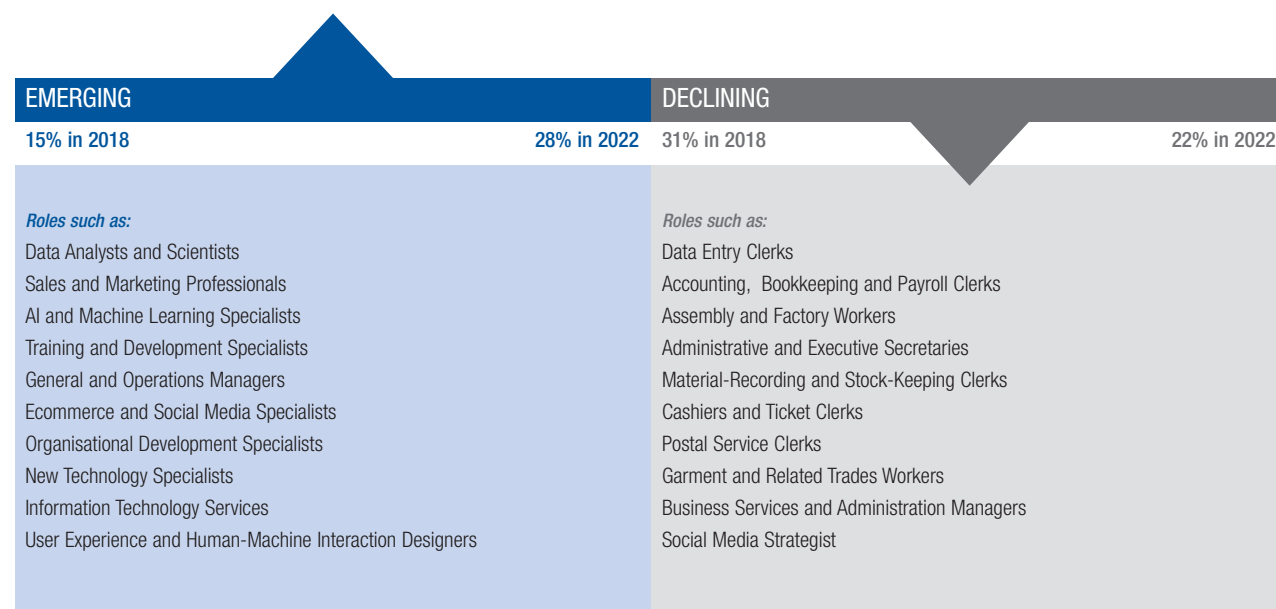 EMERGING
15% in 2018
28% in 2022
Roles such as:
Data Analysts and Scientists
Sales and Marketing Professionals
AI and Machine Learning Specialists
Training and Development Specialists
General and Operations Managers
Ecommerce and Social Media Specialists
Organisational Development Specialists
New Technology Specialists
Information Technology Services
User Experience and Human-Machine Interaction Designers
DECLINING
31% in 2018
22% in 2022
Roles such as:
Data Entry Clerks
Accounting, Bookkeeping and Payroll Clerks
Assembly and Factory Workers
Administrative and Executive Secretaries
Material-Recording and Stock-Keeping Clerks
Cashiers and Ticket Clerks
Postal Service Clerks
Garment and Related Trades Workers
Business Services and Administration Managers
Social Media Strategist